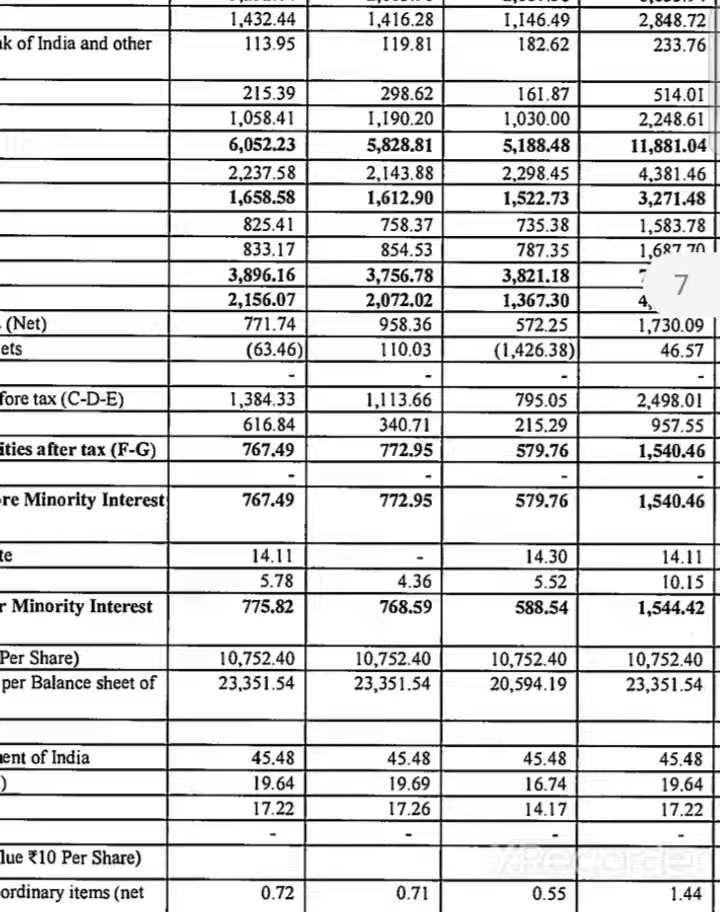 1,432.44 1,416.28 1,146.49 2,848.72
of India and other 113.95 119.81 182.62 233.76
215.39 298.62 161.87 514.01
1,058.41 1,190.20 1,030.00 2,248.61
6,052.23 5,828.81 5,188.48 11,881.04
2,237.58 2,143.88 2,298.45 4,381.46
1,658.58 1,612.90 1,522.73 3,271.48
825.41 758.37 735.38 1,583.78
833.17 854.53 787.35 1,687.70
3,896.16 3,756.78 3,821.18
7
2,156.07 2,072.02 1,367.30
(Net) 771.74 958.36 572.25 1,730.09
ets (63.46) 110.03 (1,426.38) 46.57
- - - -
fore tax (C-D-E) 1,384.33 1,113.66 795.05 2,498.01
616.84 340.71 215.29 957.55
ities after tax (F-G) 767.49 772.95 579.76 1,540.46
- - - -
re Minority Interest 767.49 772.95 579.76 1,540.46
te 14.11 - 14.30 14.11
5.78 4.36 5.52 10.15
r Minority Interest 775.82 768.59 588.54 1,544.42
Per Share) 10,752.40 10,752.40 10,752.40 10,752.40
per Balance sheet of 23,351.54 23,351.54 20,594.19 23,351.54
ent of India 45.48 45.48 45.48 45.48
) 19.64 19.69 16.74 19.64
17.22 17.26 14.17 17.22
- - - -
lue ₹10 Per Share)
ordinary items (net 0.72 0.71 0.55 1.44